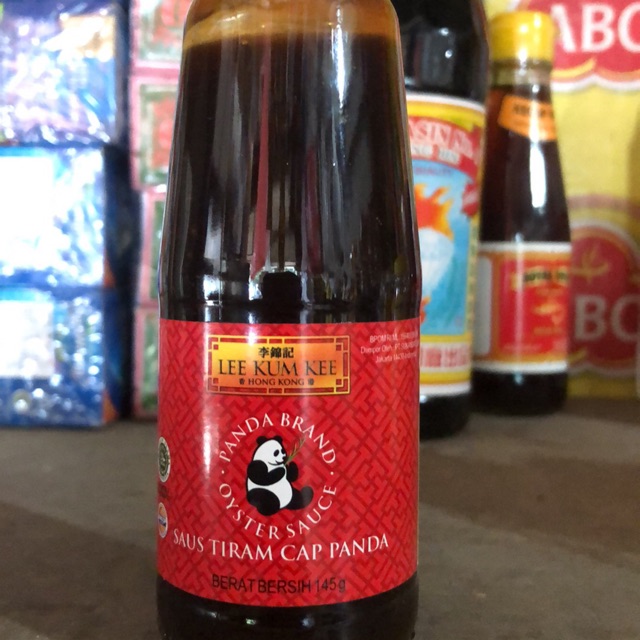 李錦記
LEE KUM KEE
HONG KONG
PANDA BRAND
OYSTER SAUCE
SAUS TIRAM CAP PANDA
BERAT BERSIH 145g
ABC